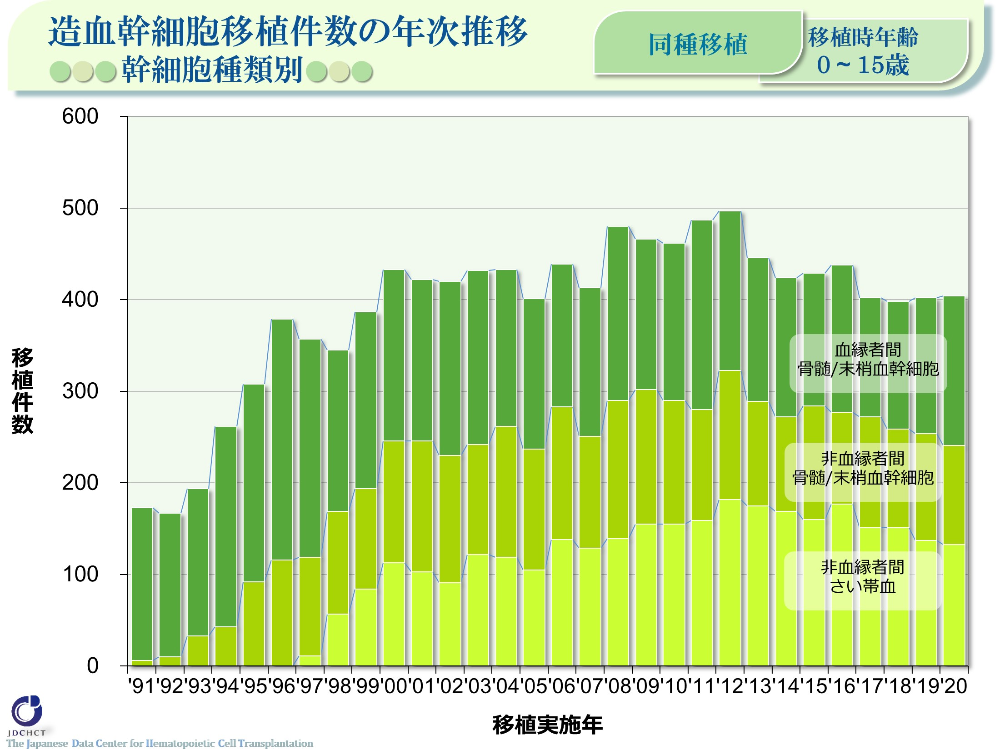 造血幹細胞移植件数の年次推移
幹細胞種類別
同種移植
移植時年齢
0 ~ 15歳
600
500
400
300
200
100
0
移植件数
血縁者間
骨髄/末梢血幹細胞
非血縁者間
骨髄/末梢血幹細胞
非血縁者間
さい帯血
'91 '92 '93 '94 '95 '96 '97 '98 '99 '00 '01 '02 '03 '04 '05 '06 '07 '08 '09 '10 '11 '12 '13 '14 '15 '16 '17 '18 '19 '20
移植実施年
JDCHCT
The Japanese Data Center for Hematopoietic Cell Transplantation